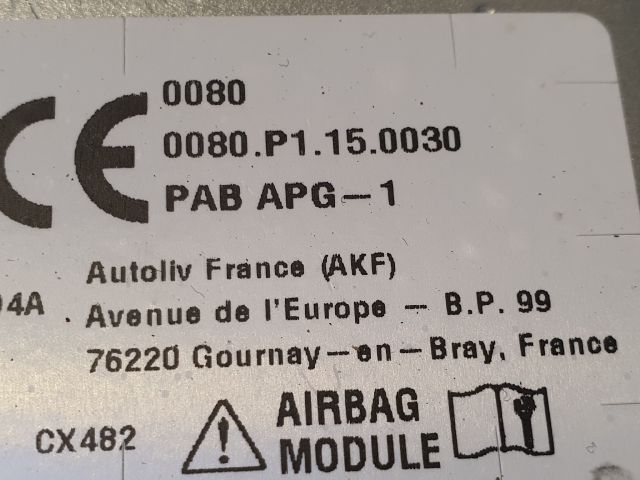 CE 0080
0080.P1.15.0030
PAB APG-1
Autoliv France (AKF)
04A . Avenue de l'Europe - B.P. 99
76220 Gournay-en-Bray, France
CX482
AIRBAG
MODULE